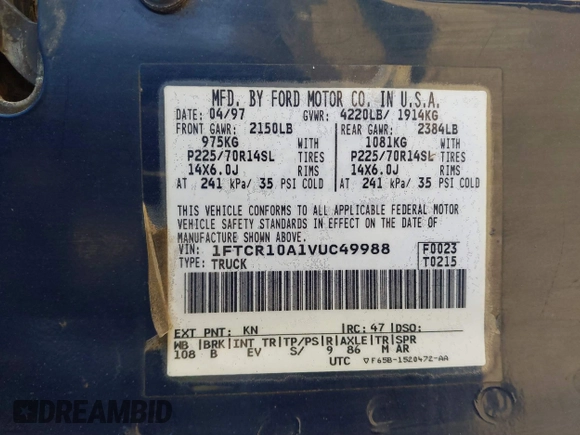 MFD. BY FORD MOTOR CO. IN U.S.A.
DATE: 04/97 GVWR: 4220LB/ 1914KG
FRONT GAWR: 2150LB REAR GAWR: 2384LB
975KG WITH 1081KG WITH
P225/70R14SL TIRES P225/70R14SL TIRES
14X6.0J RIMS 14X6.0J RIMS
AT 241 kPa/ 35 PSI COLD AT 241 kPa/ 35 PSI COLD
THIS VEHICLE CONFORMS TO ALL APPLICABLE FEDERAL MOTOR
VEHICLE SAFETY STANDARDS IN EFFECT ON THE DATE OF
MANUFACTURE SHOWN ABOVE.
VIN: 1FTCR10A1VUC49988 F0023
TYPE: TRUCK T0215
EXT PNT: KN RC: 47 DSO:
WB BRK INT TR TP/PS R AXLE TR SPR
108 B EV S/ 9 86 M AR
UTC ▽F65B-1520472-AA
DREAMBID